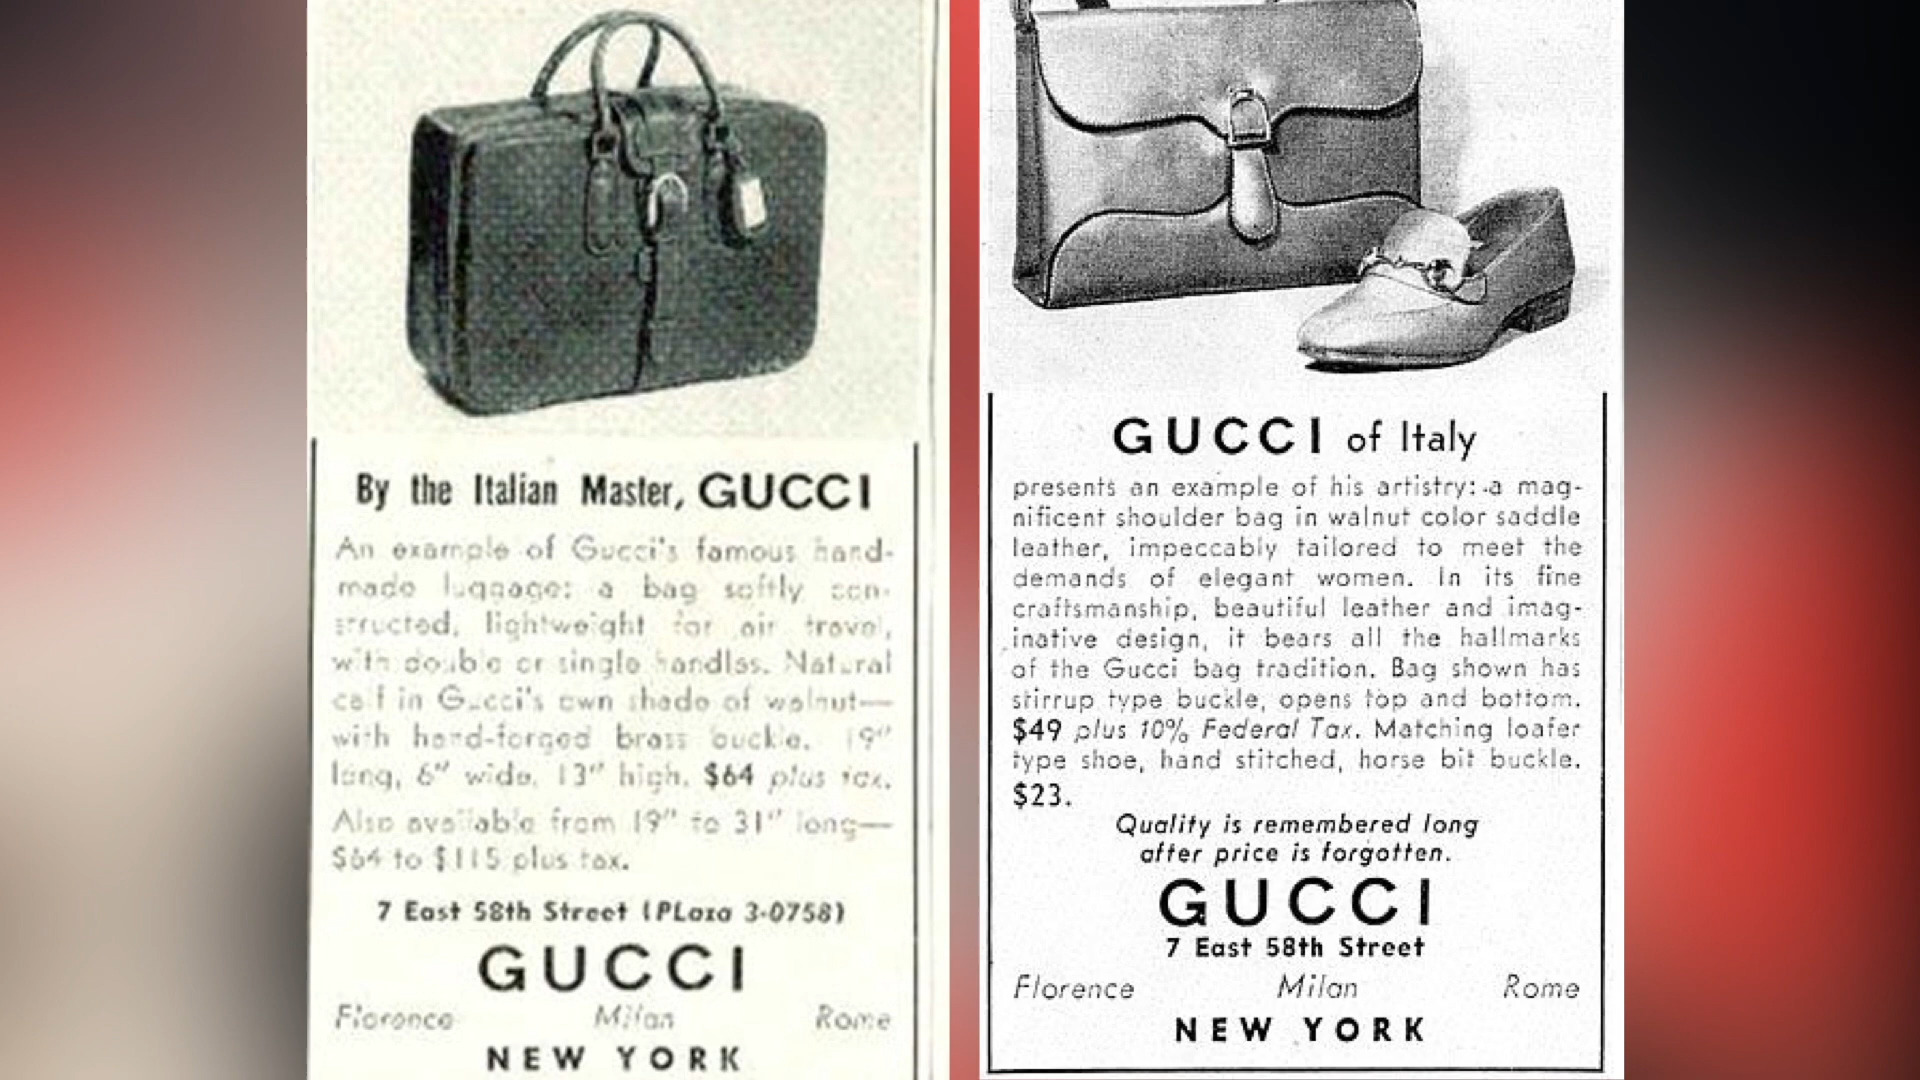 By the Italian Master, GUCCI
An example of Gucci's famous hand-
made luggage: a bag softly con-
structed, lightweight for air travel,
with double or single handles. Natural
calf in Gucci's own shade of walnut—
with hand-forged brass buckle. 19"
long, 6" wide, 13" high. $64 plus tax.
Also available from 19" to 31" long—
$64 to $115 plus tax.
7 East 58th Street (PLaza 3-0758)
GUCCI
Florence Milan Rome
NEW YORK
GUCCI of Italy
presents an example of his artistry: a mag-
nificent shoulder bag in walnut color saddle
leather, impeccably tailored to meet the
demands of elegant women. In its fine
craftsmanship, beautiful leather and imag-
inative design, it bears all the hallmarks
of the Gucci bag tradition. Bag shown has
stirrup type buckle, opens top and bottom.
$49 plus 10% Federal Tax. Matching loafer
type shoe, hand stitched, horse bit buckle.
$23.
Quality is remembered long
after price is forgotten.
GUCCI
7 East 58th Street
Florence Milan Rome
NEW YORK